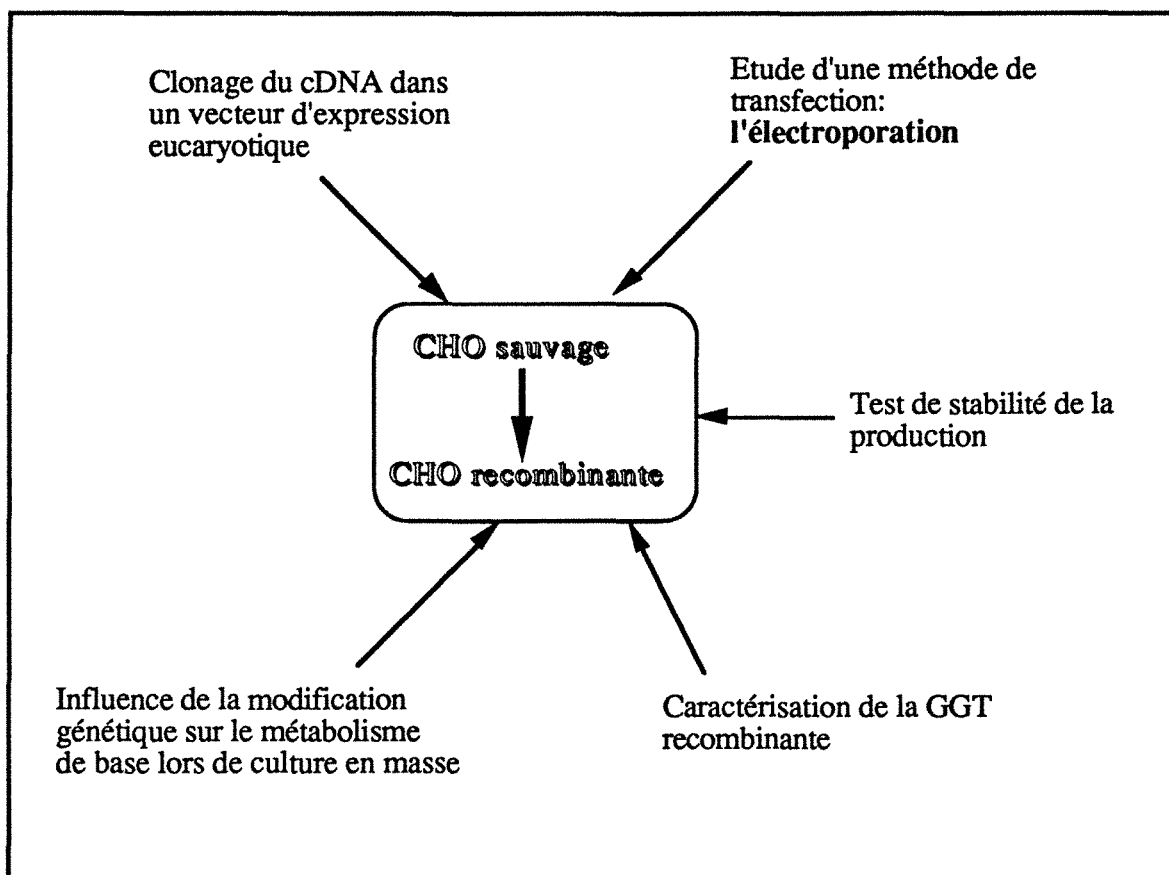 Clonage du cDNA dans
un vecteur d'expression
eucaryotique
Etude d'une méthode de
transfection:
l'électroporation
CHO sauvage
CHO recombinante
Test de stabilité de la
production
Influence de la modification
génétique sur le métabolisme
de base lors de culture en masse
Caractérisation de la GGT
recombinante